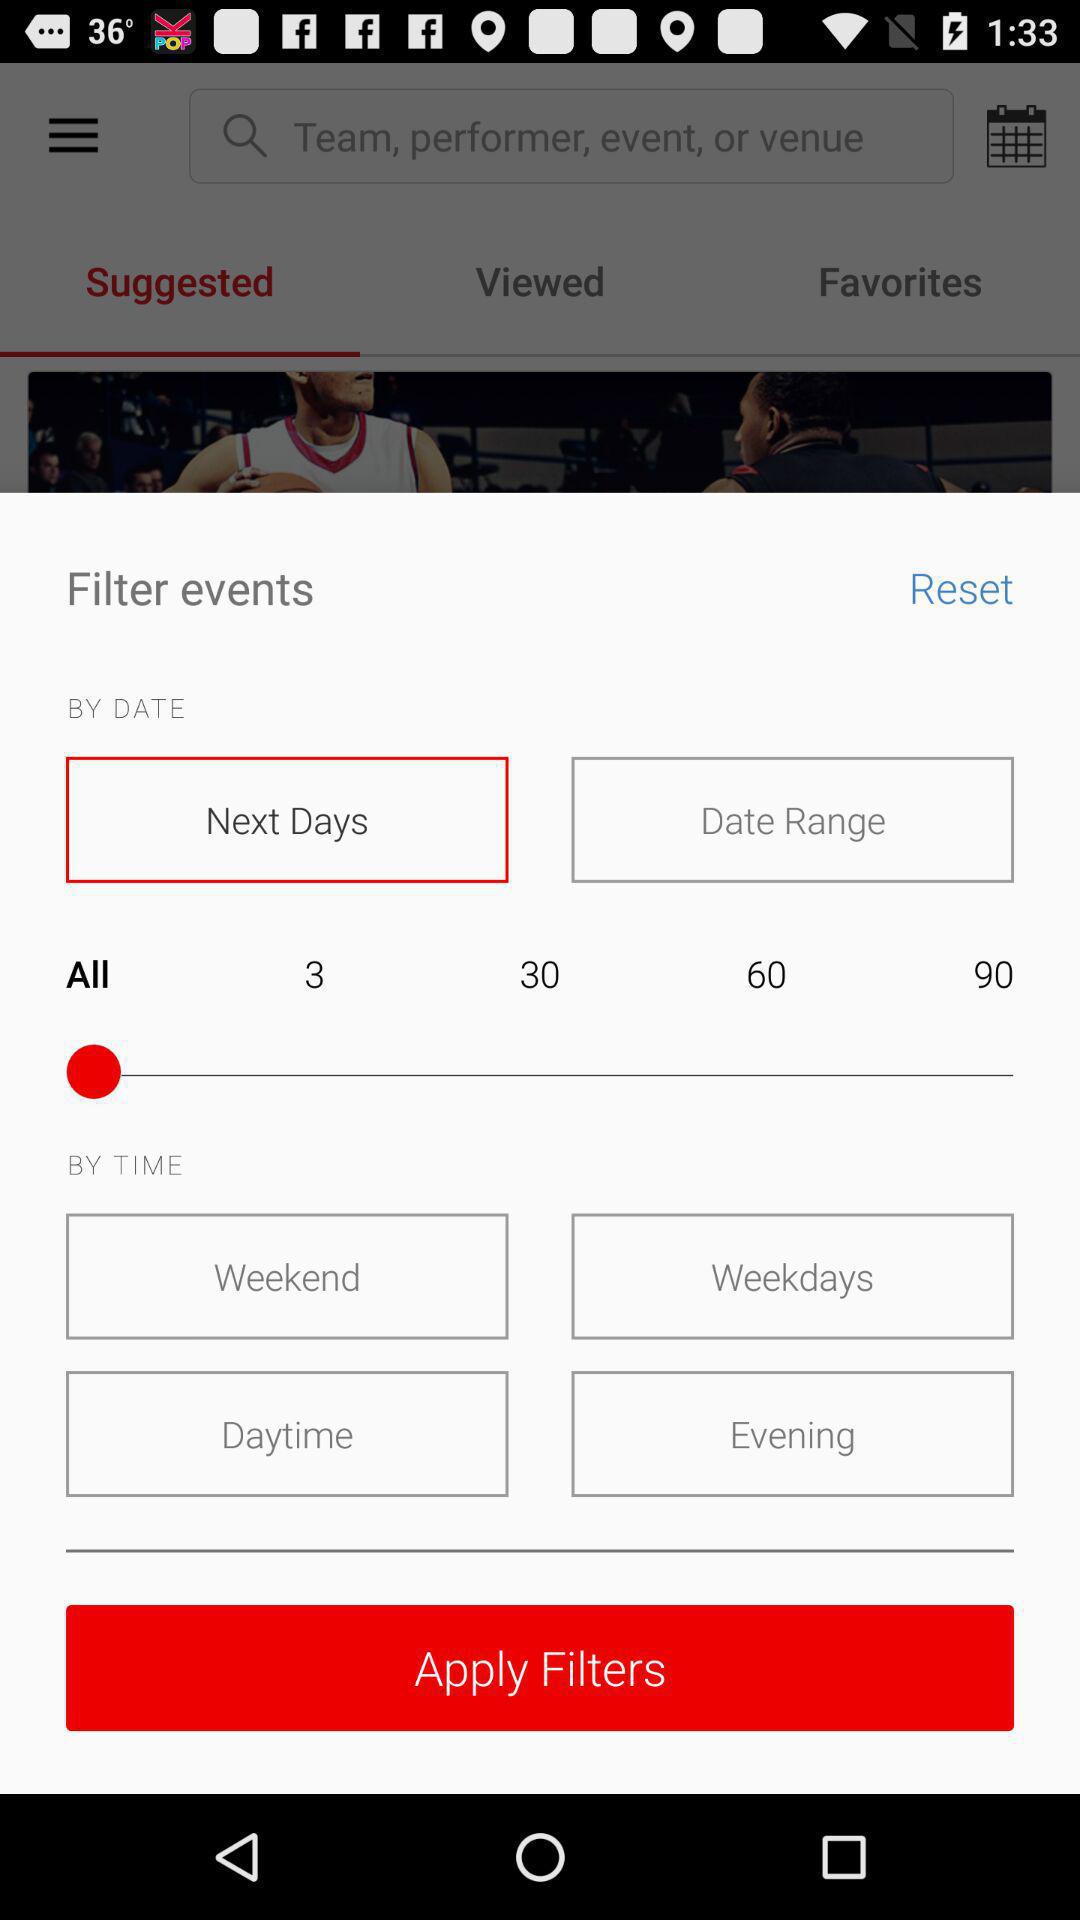 36° KPOP 1:33
Team, performer, event, or venue
Suggested Viewed Favorites
Filter events Reset
BY DATE
Next Days Date Range
All 3 30 60 90
BY TIME
Weekend Weekdays
Daytime Evening
Apply Filters